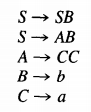 S → SB
S → AB
A → CC
B → b
C → a